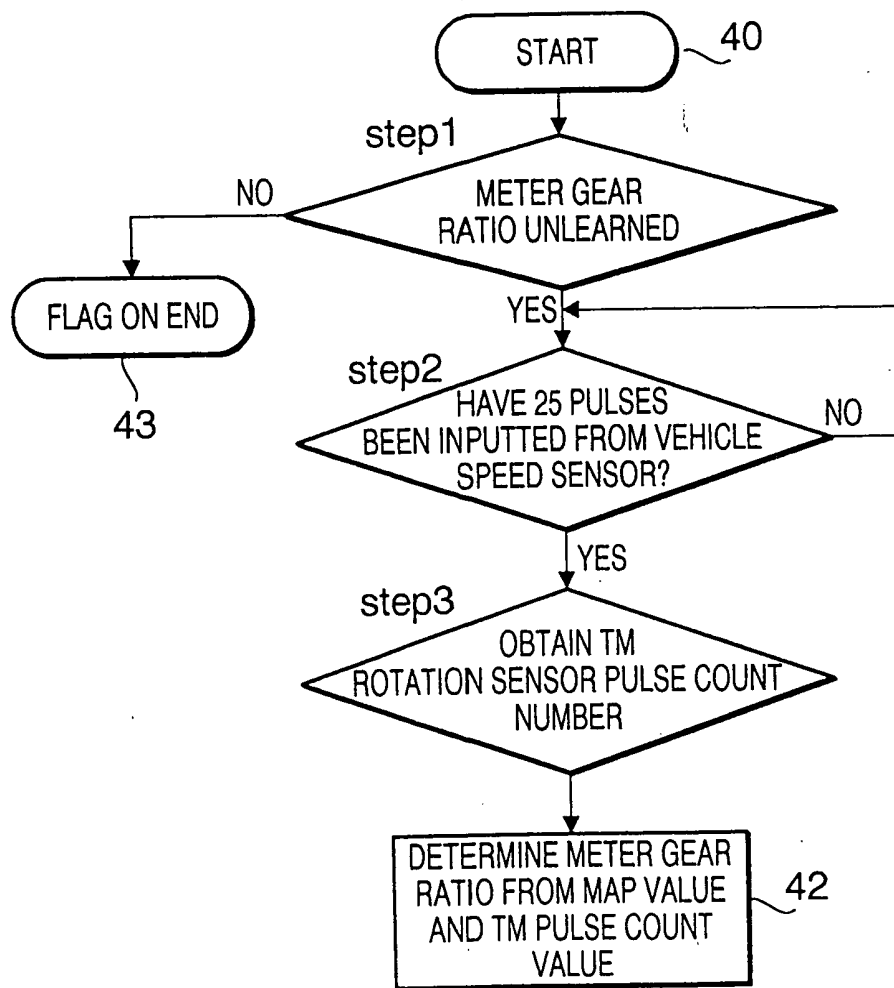 START
40
step1
METER GEAR
RATIO UNLEARNED
NO
FLAG ON END
43
YES
step2
HAVE 25 PULSES
BEEN INPUTTED FROM VEHICLE
SPEED SENSOR?
NO
YES
step3
OBTAIN TM
ROTATION SENSOR PULSE COUNT
NUMBER
DETERMINE METER GEAR
RATIO FROM MAP VALUE
AND TM PULSE COUNT
VALUE
42